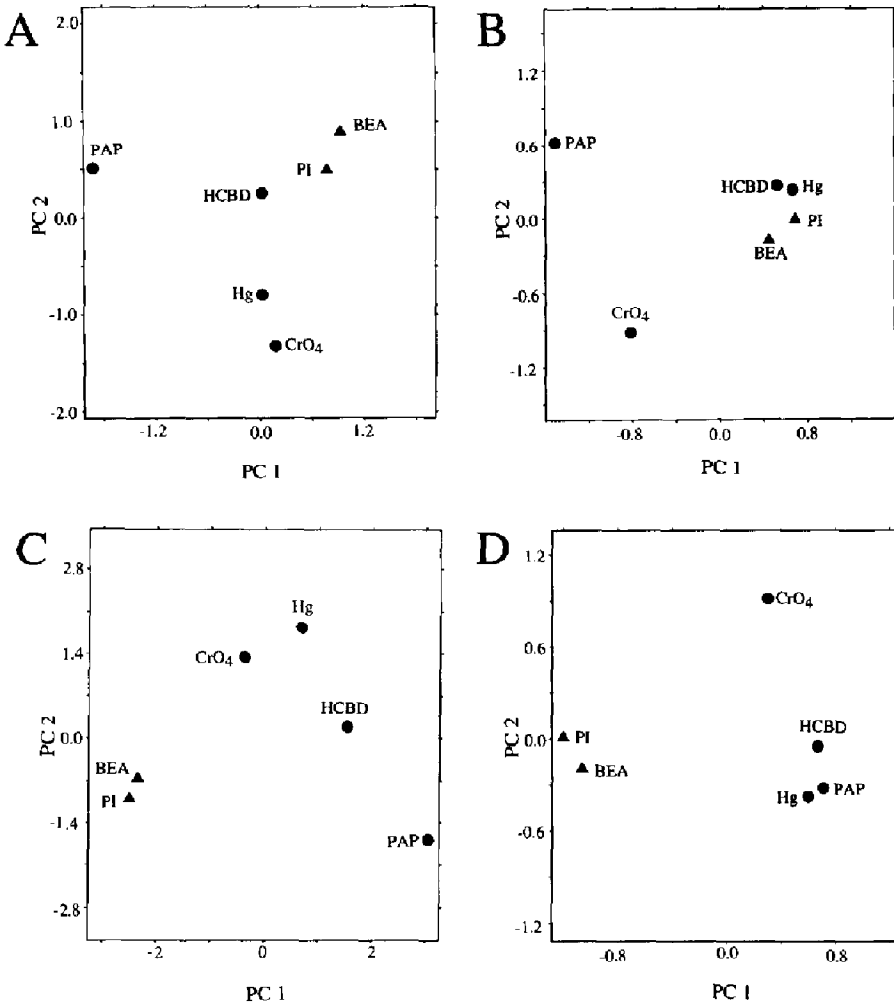 A
2.0
1.0
0.0
-1.0
-2.0
PC 2
PAP
BEA
PI
HCBD
Hg
CrO4
-1.2
0.0
1.2
PC 1
B
1.2
0.6
0.0
-0.6
-1.2
PC 2
PAP
HCBD
Hg
PI
BEA
CrO4
-0.8
0.0
0.8
PC 1
C
2.8
1.4
0.0
-1.4
-2.8
PC 2
Hg
CrO4
HCBD
BEA
PI
PAP
-2
0
2
PC 1
D
1.2
0.6
0.0
-0.6
-1.2
PC 2
CrO4
HCBD
PI
BEA
PAP
Hg
0.0
0.8
PC 1